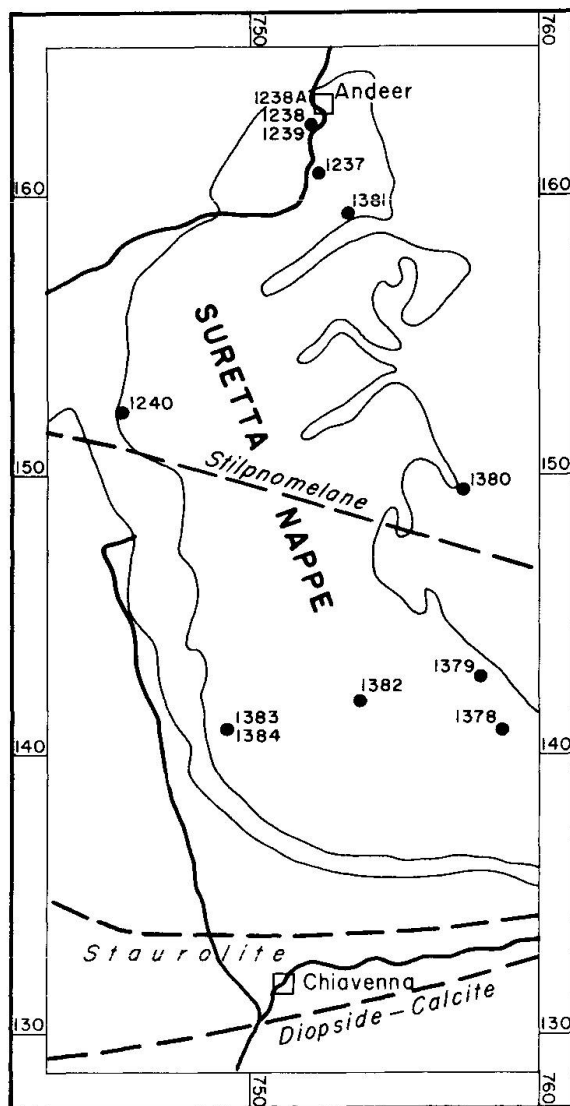 750
760
1238A
Andeer
1238
1239
1237
160
160
1381
SURETTA
1240
Stilpnomelane
150
150
1380
NAPPE
1379
1382
1383
1384
1378
140
140
Staurolite
Chiavenna
Diopside-Calcite
130
130
750
760